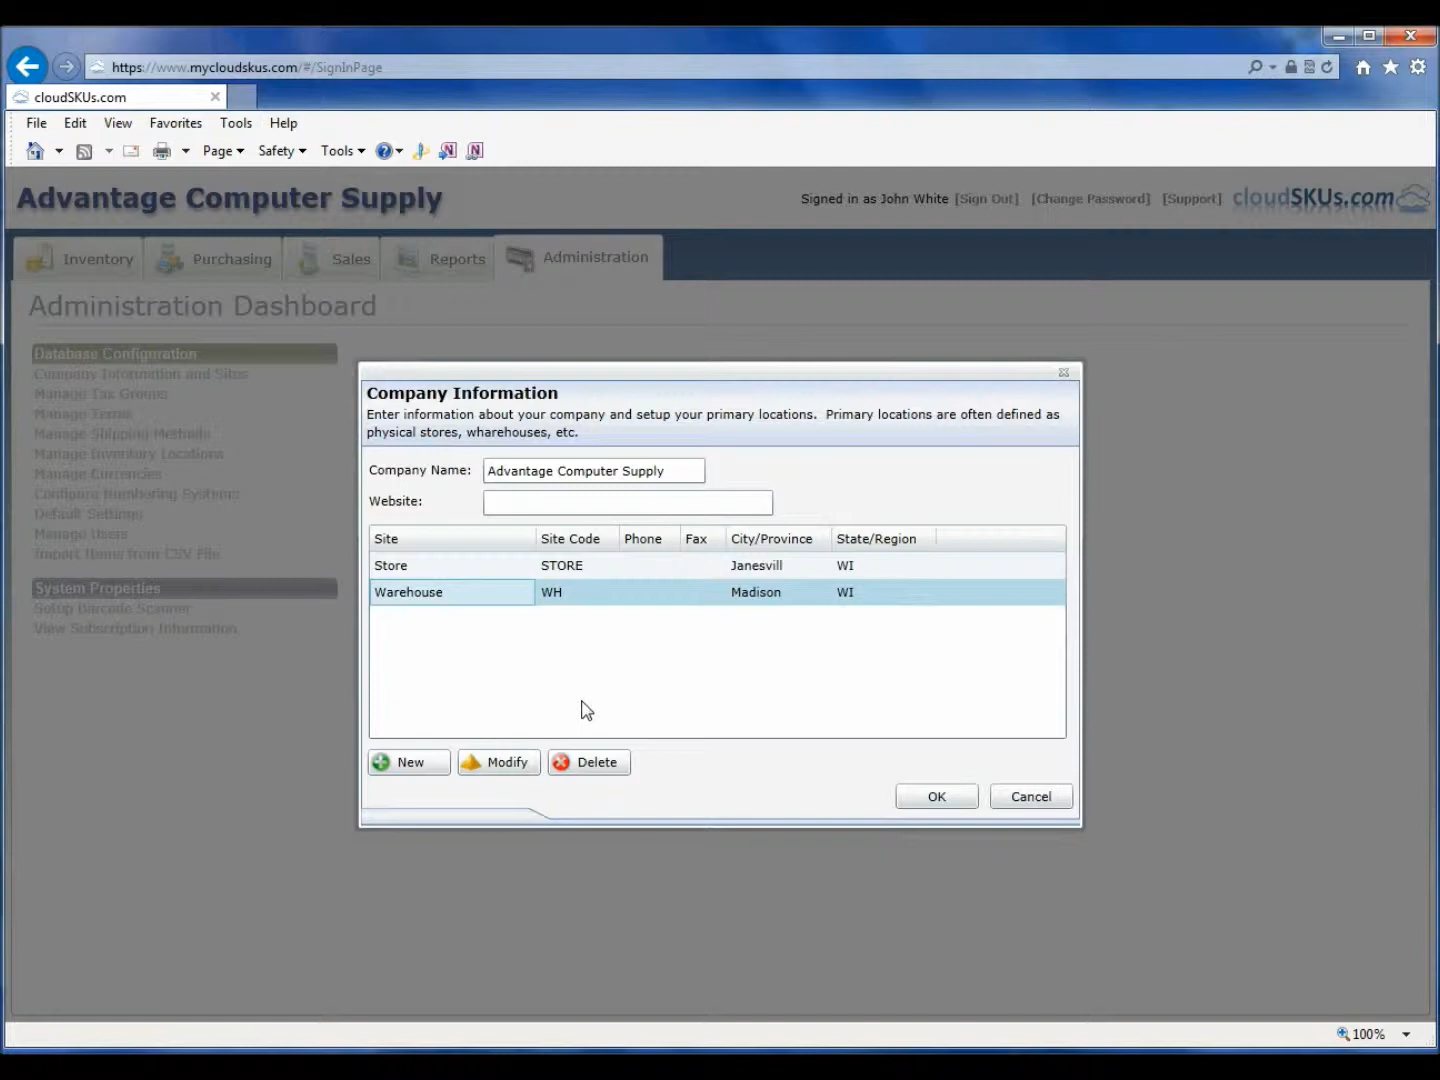 https://www.mycloudskus.com/#/SignInPage
cloudSKUs.com
File Edit View Favorites Tools Help
Page Safety Tools
Advantage Computer Supply
Signed in as John White [Sign Out] [Change Password] [Support] cloudSKUs.com
Inventory Purchasing Sales Reports Administration
Administration Dashboard
Database Configuration
Company Information and Sites
Manage Tax Groups
Manage Terms
Manage Shipping Methods
Manage Inventory Locations
Manage Currencies
Configure Numbering Systems
Default Settings
Manage Users
Import Items from CSV File
System Properties
Setup Barcode Scanner
View Subscription Information
Company Information
Enter information about your company and setup your primary locations. Primary locations are often defined as
physical stores, wharehouses, etc.
Company Name: Advantage Computer Supply
Website:
Site Site Code Phone Fax City/Province State/Region
Store STORE Janesvill WI
Warehouse WH Madison WI
New Modify Delete
OK Cancel
100%